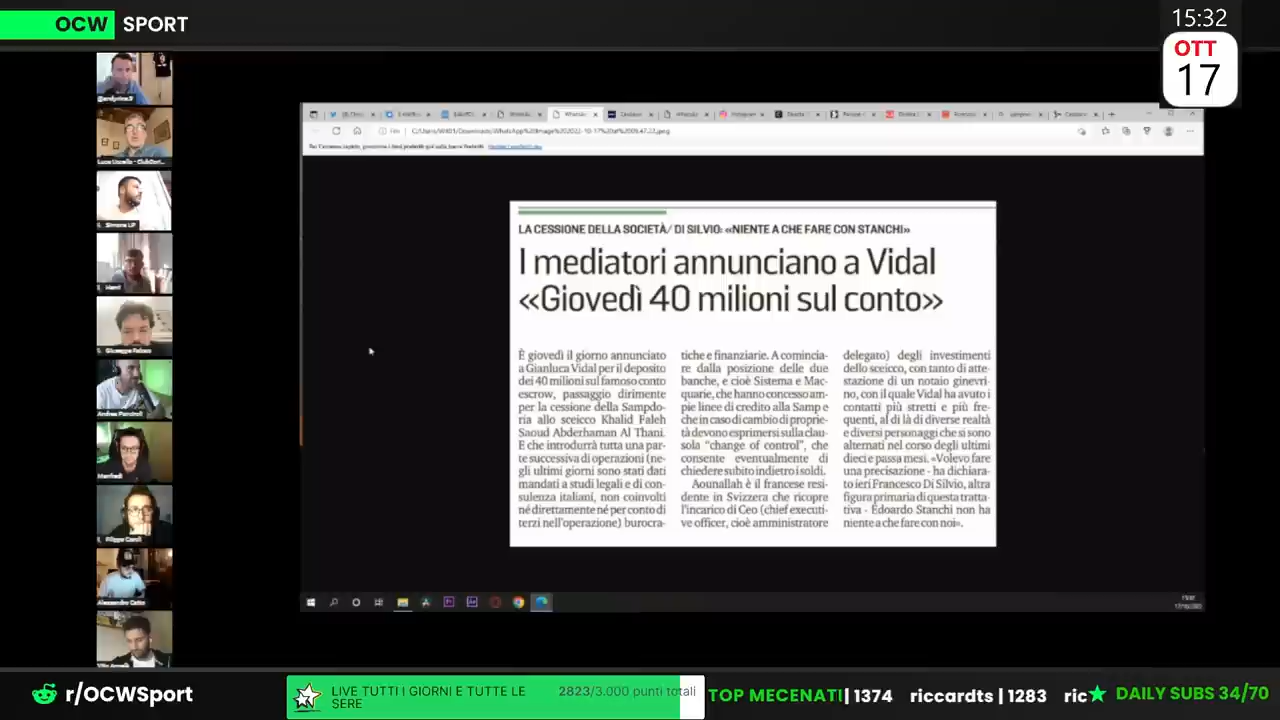 OCW SPORT
15:32
OTT
17
LA CESSIONE DELLA SOCIETÀ/ DI SILVIO: «NIENTE A CHE FARE CON STANCHI»
I mediatori annunciano a Vidal
«Giovedì 40 milioni sul conto»
È giovedì il giorno annunciato
a Gianluca Vidal per il deposito
dei 40 milioni sul famoso conto
escrow, passaggio dirimente
per la cessione della Sampdo-
ria allo sceicco Khalid Faleh
Saoud Abderhaman Al Thani.
E che introdurrà tutta una par-
te successiva di operazioni (ne-
gli ultimi giorni sono stati dati
mandati a studi legali e di con-
sulenza italiani, non coinvolti
né direttamente né per conto di
terzi nell'operazione) burocra-
tiche e finanziarie. A comincia-
re dalla posizione delle due
banche, e cioè Sistema e Mac-
quarie, che hanno concesso am-
pie linee di credito alla Samp e
che in caso di cambio di proprie-
tà devono esprimersi sulla clau-
sola "change of control", che
consente eventualmente di
chiedere subito indietro i soldi.
Aounallah è il francese resi-
dente in Svizzera che ricopre
l'incarico di Ceo (chief executi-
ve officer, cioè amministratore
delegato) degli investimenti
dello sceicco, con tanto di atte-
stazione di un notaio ginevri-
no, con il quale Vidal ha avuto i
contatti più stretti e più fre-
quenti, al di là di diverse realtà
e diversi personaggi che si sono
alternati nel corso degli ultimi
dieci e passa mesi. «Volevo fare
una precisazione - ha dichiara-
to ieri Francesco Di Silvio, altra
figura primaria di questa tratta-
tiva - Edoardo Stanchi non ha
niente a che fare con noi».
Simone LP
Manfredi
r/OCWSport
LIVE TUTTI I GIORNI E TUTTE LE
SERE
2823/3.000 punti totali
TOP MECENATI | 1374 riccardts | 1283 ric
DAILY SUBS 34/70